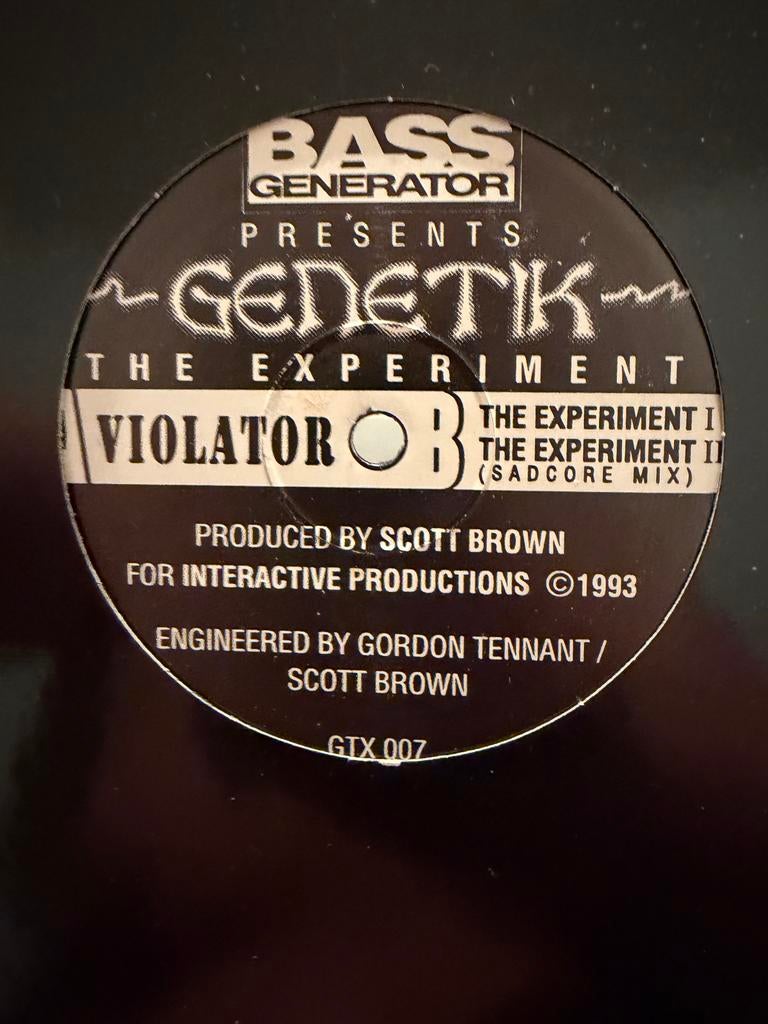 BASS
GENERATOR
PRESENTS
GENETIK
THE EXPERIMENT
VIOLATOR B THE EXPERIMENT I
THE EXPERIMENT II
(SADCORE MIX)
PRODUCED BY SCOTT BROWN
FOR INTERACTIVE PRODUCTIONS ©1993
ENGINEERED BY GORDON TENNANT /
SCOTT BROWN
GTX 007